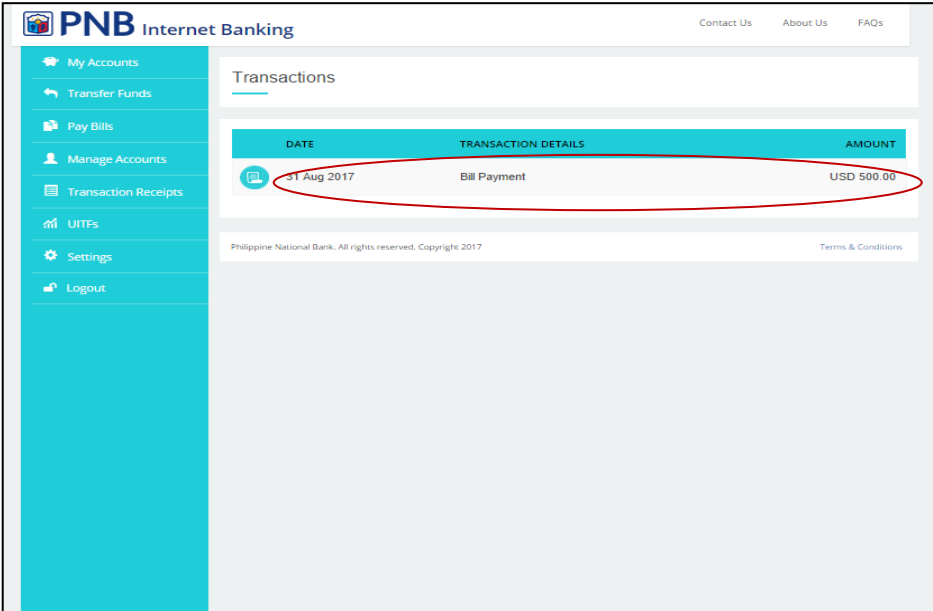 PNB Internet Banking
Contact Us About Us FAQs
My Accounts
Transfer Funds
Pay Bills
Manage Accounts
Transaction Receipts
UITFs
Settings
Logout
Transactions
DATE TRANSACTION DETAILS AMOUNT
31 Aug 2017 Bill Payment USD 500.00
Philippine National Bank. All rights reserved. Copyright 2017 Terms & Conditions